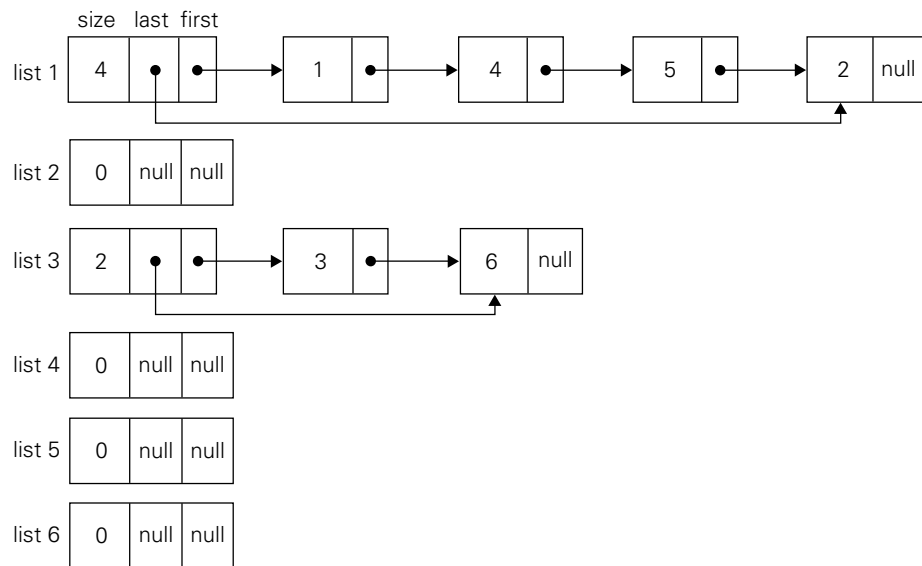 size last first
list 1 4 1 4 5 2 null
list 2 0 null null
list 3 2 3 6 null
list 4 0 null null
list 5 0 null null
list 6 0 null null